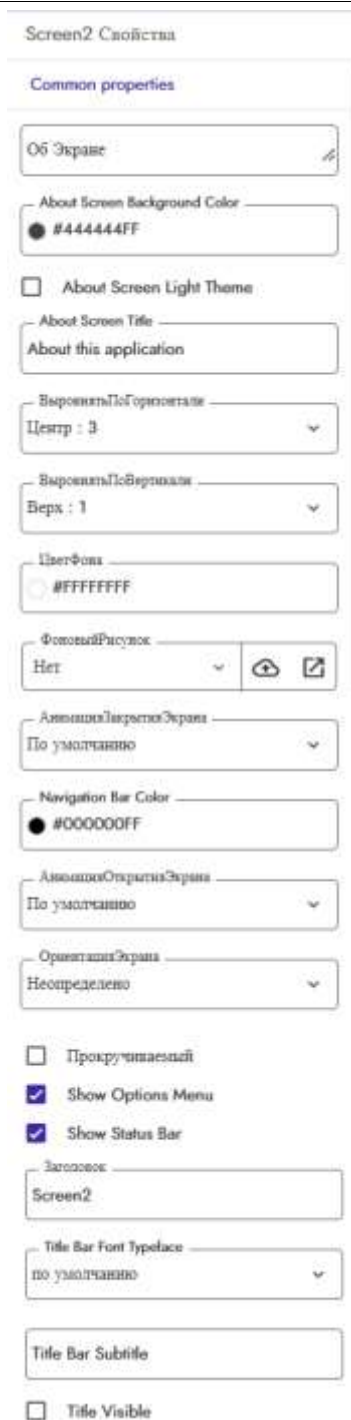 Screen2 Свойства
Common properties
Об Экране
About Screen Background Color
#444444FF
About Screen Light Theme
About Screen Title
About this application
ВыровнятьПоГоризонтали
Центр : 3
ВыровнятьПоВертикали
Верх : 1
ЦветФона
#FFFFFFFF
ФоновыйРисунок
Нет
АнимацияЗакрытияЭкрана
По умолчанию
Navigation Bar Color
#000000FF
АнимацияОткрытияЭкрана
По умолчанию
ОриентацияЭкрана
Неопределено
Прокручиваемый
Show Options Menu
Show Status Bar
Заголовок
Screen2
Title Bar Font Typeface
по умолчанию
Title Bar Subtitle
Title Visible